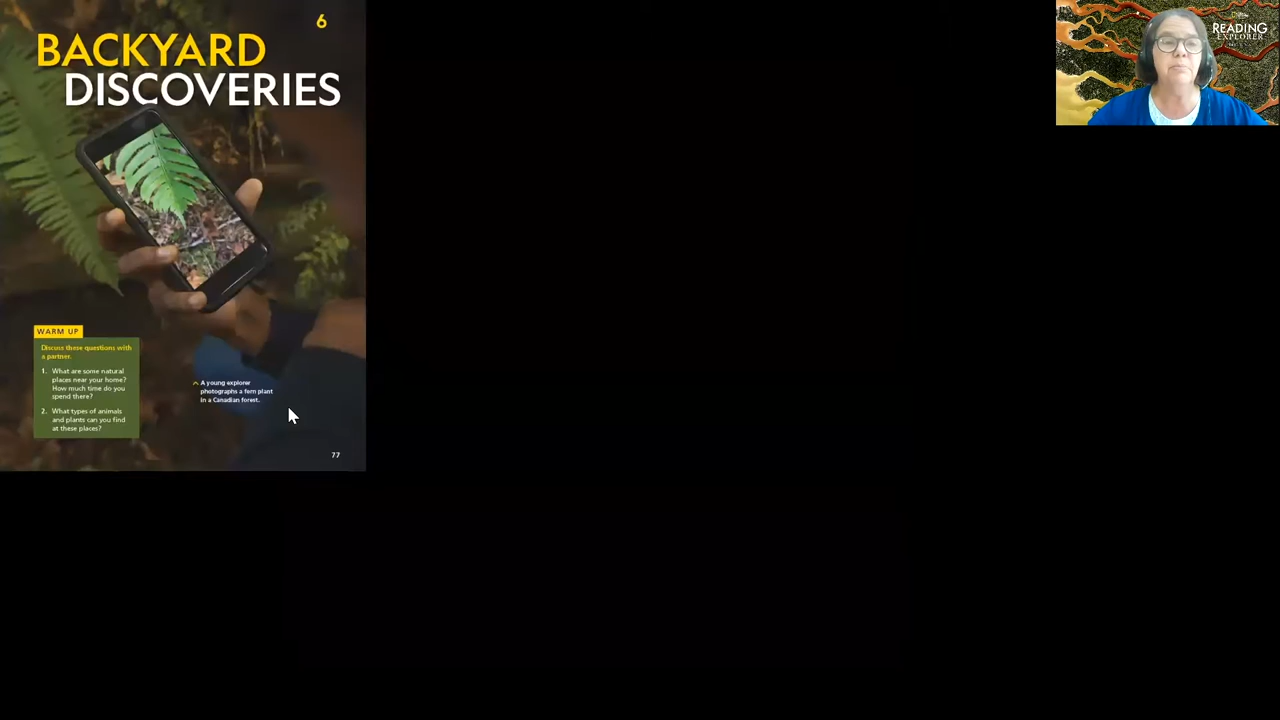 6
BACKYARD
DISCOVERIES
WARM UP
Discuss these questions with
a partner.
1. What are some natural
places near your home?
How much time do you
spend there?
2. What types of animals
and plants can you find
at these places?
A young explorer
photographs a fern plant
in a Canadian forest.
77
READING
EXPLORER